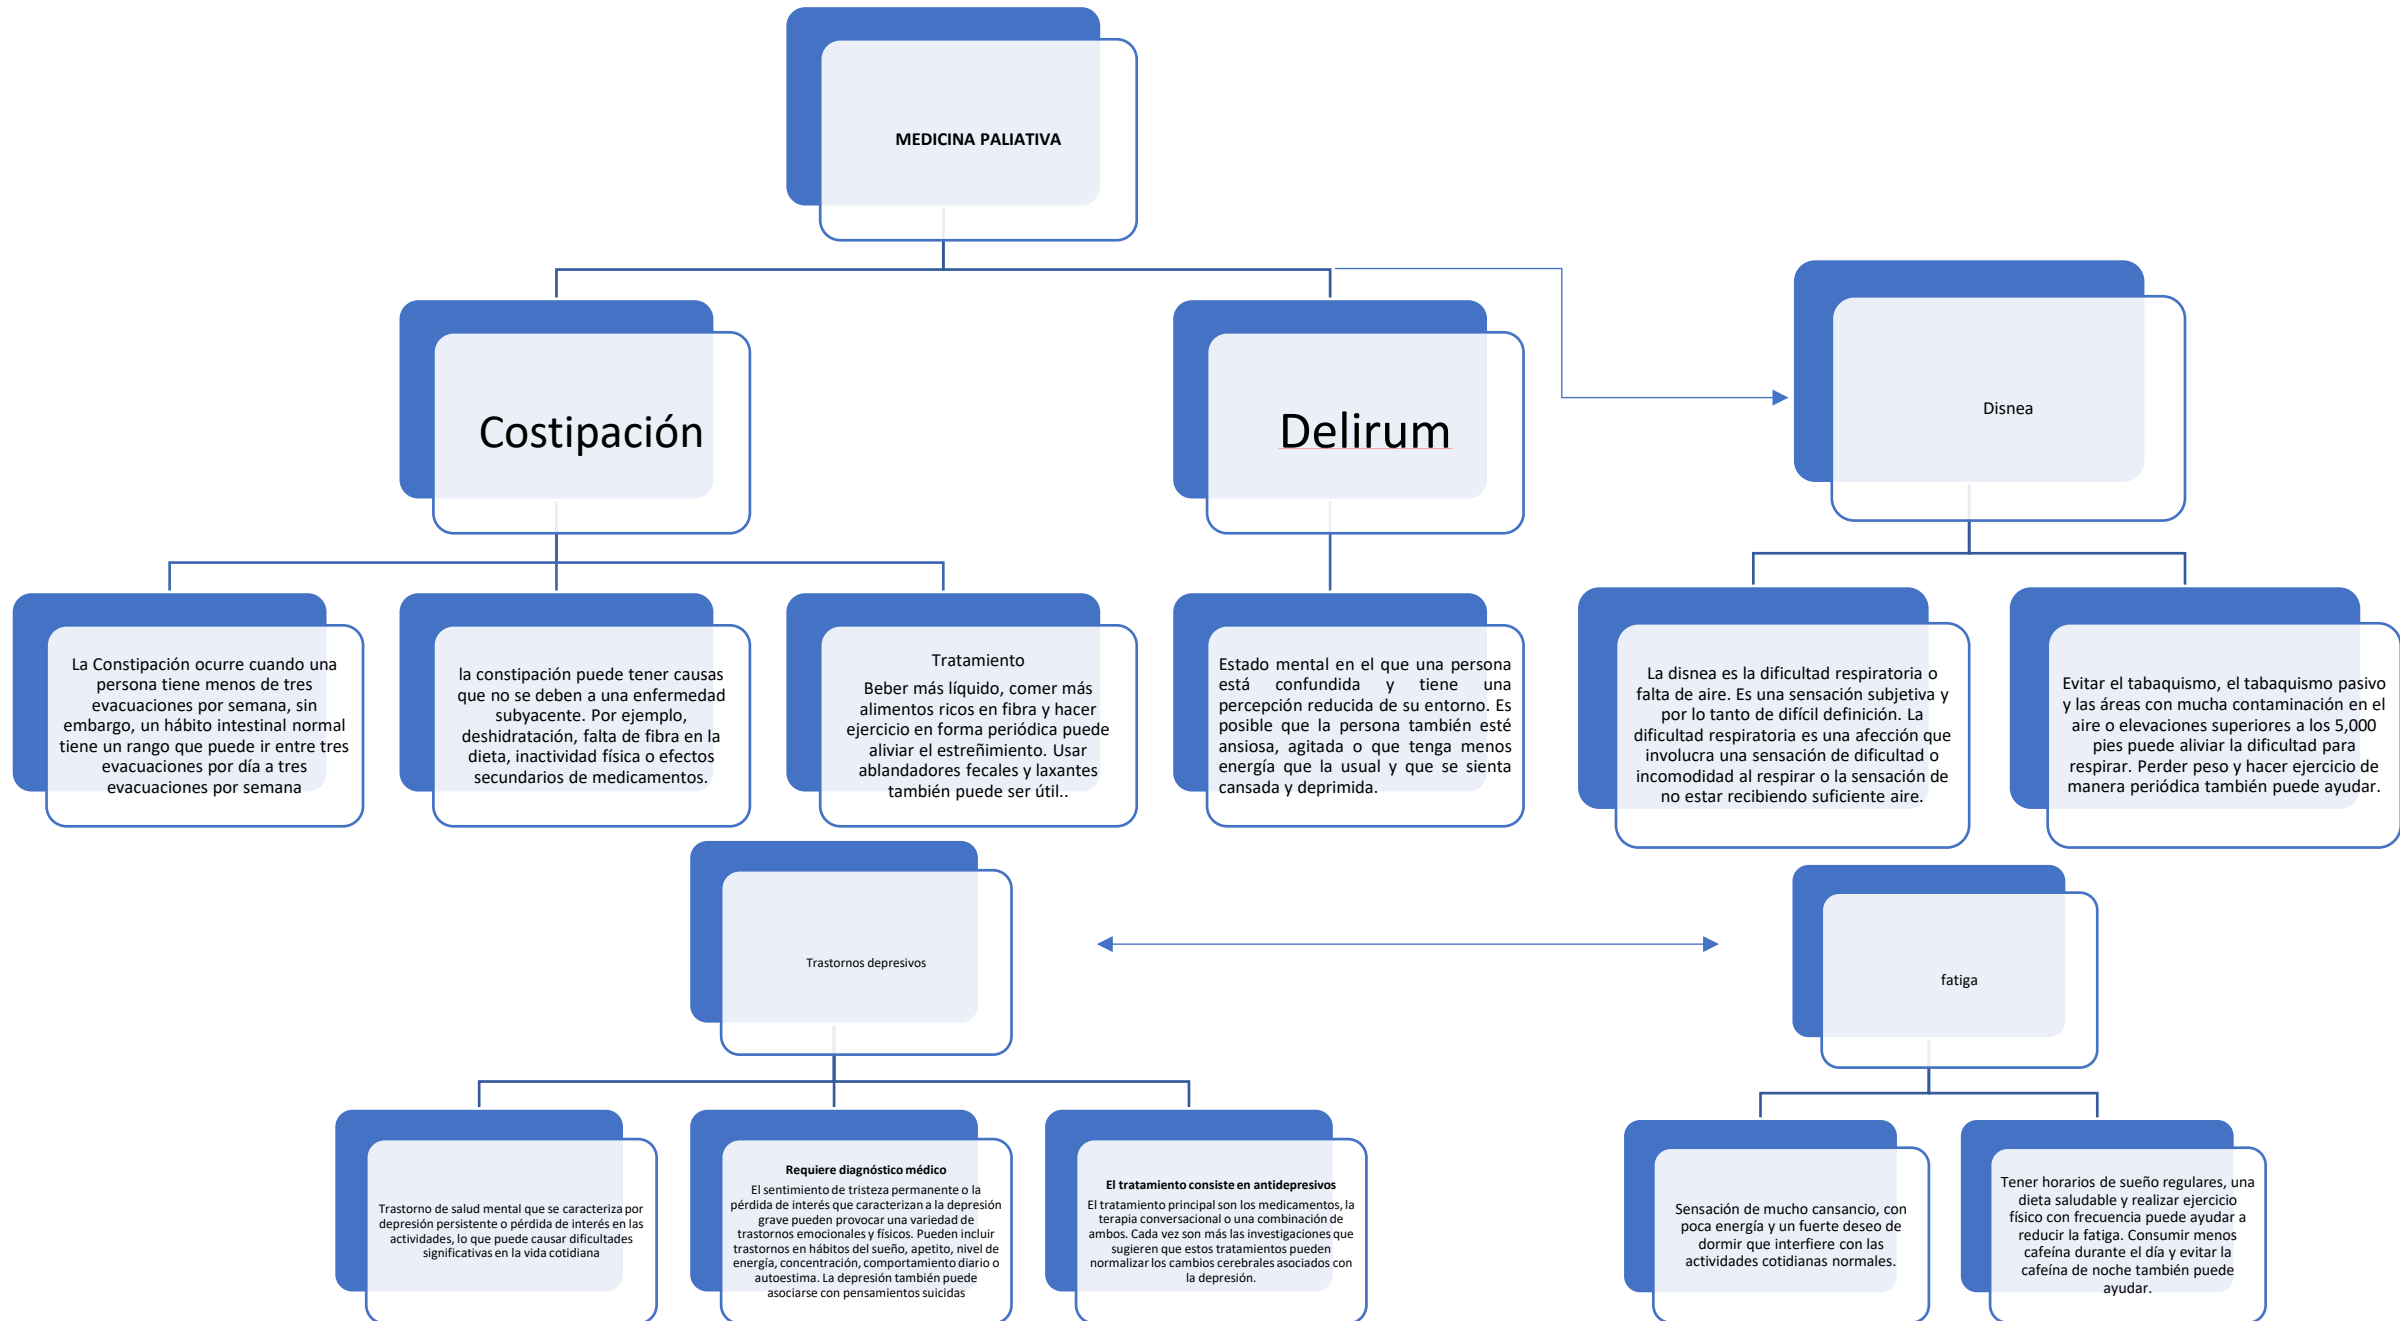 MEDICINA PALIATIVA
Costipación
Delirum
Disnea
La Constipación ocurre cuando una
persona tiene menos de tres
evacuaciones por semana, sin
embargo, un hábito intestinal normal
tiene un rango que puede ir entre tres
evacuaciones por día a tres
evacuaciones por semana
la constipación puede tener causas
que no se deben a una enfermedad
subyacente. Por ejemplo,
deshidratación, falta de fibra en la
dieta, inactividad física o efectos
secundarios de medicamentos.
Tratamiento
Beber más líquido, comer más
alimentos ricos en fibra y hacer
ejercicio en forma periódica puede
aliviar el estreñimiento. Usar
ablandadores fecales y laxantes
también puede ser útil..
Estado mental en el que una persona
está confundida y tiene una
percepción reducida de su entorno. Es
posible que la persona también esté
ansiosa, agitada o que tenga menos
energía que la usual y que se sienta
cansada y deprimida.
La disnea es la dificultad respiratoria o
falta de aire. Es una sensación subjetiva y
por lo tanto de difícil definición. La
dificultad respiratoria es una afección que
involucra una sensación de dificultad o
incomodidad al respirar o la sensación de
no estar recibiendo suficiente aire.
Evitar el tabaquismo, el tabaquismo pasivo
y las áreas con mucha contaminación en el
aire o elevaciones superiores a los 5,000
pies puede aliviar la dificultad para
respirar. Perder peso y hacer ejercicio de
manera periódica también puede ayudar.
Trastornos depresivos
fatiga
Trastorno de salud mental que se caracteriza por
depresión persistente o pérdida de interés en las
actividades, lo que puede causar dificultades
significativas en la vida cotidiana
Requiere diagnóstico médico
El sentimiento de tristeza permanente o la
pérdida de interés que caracterizan a la depresión
grave pueden provocar una variedad de
trastornos emocionales y físicos. Pueden incluir
trastornos en hábitos del sueño, apetito, nivel de
energía, concentración, comportamiento diario o
autoestima. La depresión también puede
asociarse con pensamientos suicidas
El tratamiento consiste en antidepresivos
El tratamiento principal son los medicamentos, la
terapia conversacional o una combinación de
ambos. Cada vez son más las investigaciones que
sugieren que estos tratamientos pueden
normalizar los cambios cerebrales asociados con
la depresión.
Sensación de mucho cansancio, con
poca energía y un fuerte deseo de
dormir que interfiere con las
actividades cotidianas normales.
Tener horarios de sueño regulares, una
dieta saludable y realizar ejercicio
físico con frecuencia puede ayudar a
reducir la fatiga. Consumir menos
cafeína durante el día y evitar la
cafeína de noche también puede
ayudar.